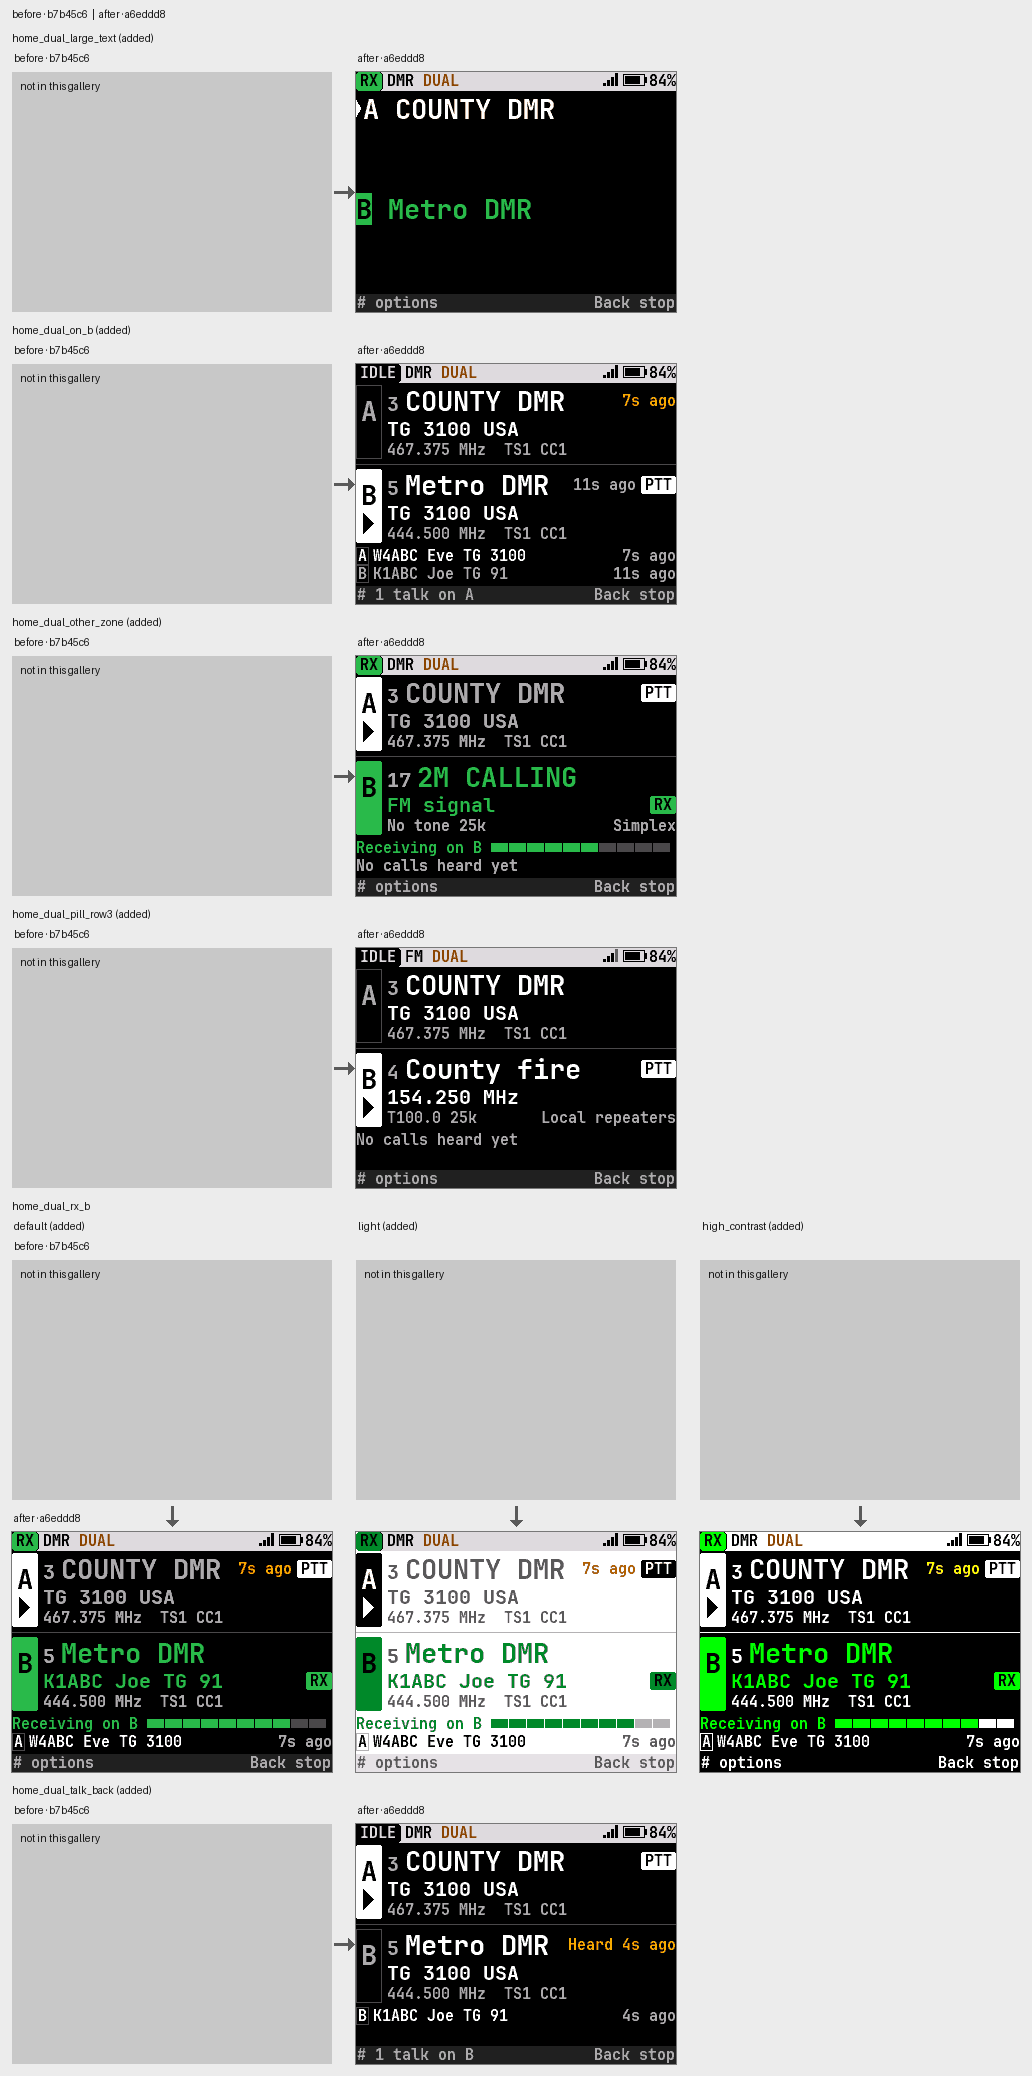 before · b7b45c6 | after · a6eddd8
home_dual_large_text (added)
before · b7b45c6
after · a6eddd8
not in this gallery
RX DMR DUAL 84%
A COUNTY DMR
B Metro DMR
# options Back stop
home_dual_on_b (added)
before · b7b45c6
after · a6eddd8
not in this gallery
IDLE DMR DUAL 84%
A 3 COUNTY DMR 7s ago
TG 3100 USA
467.375 MHz TS1 CC1
B 5 Metro DMR 11s ago PTT
TG 3100 USA
444.500 MHz TS1 CC1
A W4ABC Eve TG 3100 7s ago
B K1ABC Joe TG 91 11s ago
# 1 talk on A Back stop
home_dual_other_zone (added)
before · b7b45c6
after · a6eddd8
not in this gallery
RX DMR DUAL 84%
A 3 COUNTY DMR PTT
TG 3100 USA
467.375 MHz TS1 CC1
B 17 2M CALLING
FM signal RX
No tone 25k Simplex
Receiving on B
No calls heard yet
# options Back stop
home_dual_pill_row3 (added)
before · b7b45c6
after · a6eddd8
not in this gallery
IDLE FM DUAL 84%
A 3 COUNTY DMR
TG 3100 USA
467.375 MHz TS1 CC1
B 4 County fire PTT
154.250 MHz
T100.0 25k Local repeaters
No calls heard yet
# options Back stop
home_dual_rx_b
default (added)
light (added)
high_contrast (added)
before · b7b45c6
not in this gallery
not in this gallery
not in this gallery
after · a6eddd8
RX DMR DUAL 84%
A 3 COUNTY DMR 7s ago PTT
TG 3100 USA
467.375 MHz TS1 CC1
B 5 Metro DMR
K1ABC Joe TG 91 RX
444.500 MHz TS1 CC1
Receiving on B
A W4ABC Eve TG 3100 7s ago
# options Back stop
RX DMR DUAL 84%
A 3 COUNTY DMR 7s ago PTT
TG 3100 USA
467.375 MHz TS1 CC1
B 5 Metro DMR
K1ABC Joe TG 91 RX
444.500 MHz TS1 CC1
Receiving on B
A W4ABC Eve TG 3100 7s ago
# options Back stop
RX DMR DUAL 84%
A 3 COUNTY DMR 7s ago PTT
TG 3100 USA
467.375 MHz TS1 CC1
B 5 Metro DMR
K1ABC Joe TG 91 RX
444.500 MHz TS1 CC1
Receiving on B
A W4ABC Eve TG 3100 7s ago
# options Back stop
home_dual_talk_back (added)
before · b7b45c6
after · a6eddd8
not in this gallery
IDLE DMR DUAL 84%
A 3 COUNTY DMR PTT
TG 3100 USA
467.375 MHz TS1 CC1
B 5 Metro DMR Heard 4s ago
TG 3100 USA
444.500 MHz TS1 CC1
B K1ABC Joe TG 91 4s ago
# 1 talk on B Back stop